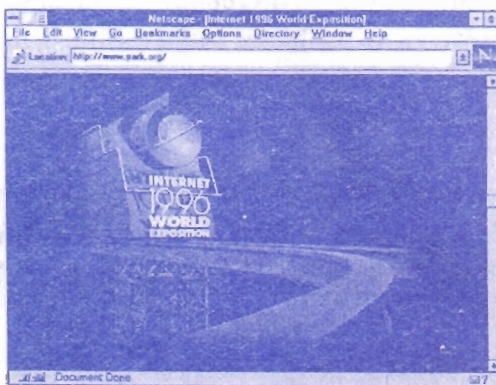 Netscape - [Internet 1996 World Exposition]
File Edit View Go Bookmarks Options Directory Window Help
Location: http://www.park.org/
N
INTERNET
1996
WORLD
EXPOSITION
Document: Done